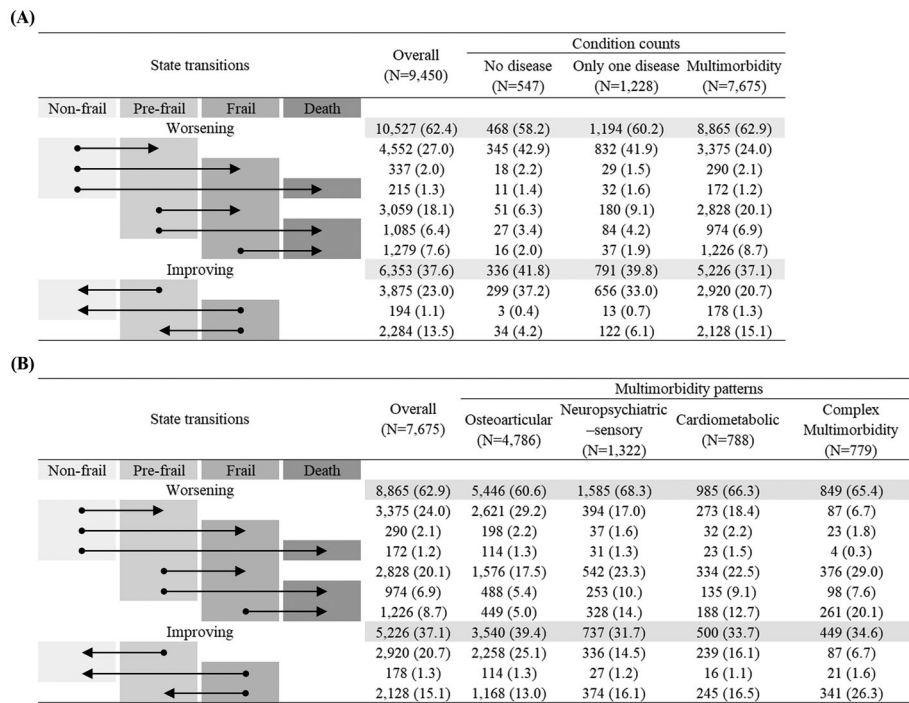 (A)
State transitions Overall (N=9,450) Condition counts
No disease (N=547) Only one disease (N=1,228) Multimorbidity (N=7,675)
Non-frail Pre-frail Frail Death
Worsening 10,527 (62.4) 468 (58.2) 1,194 (60.2) 8,865 (62.9)
4,552 (27.0) 345 (42.9) 832 (41.9) 3,375 (24.0)
337 (2.0) 18 (2.2) 29 (1.5) 290 (2.1)
215 (1.3) 11 (1.4) 32 (1.6) 172 (1.2)
3,059 (18.1) 51 (6.3) 180 (9.1) 2,828 (20.1)
1,085 (6.4) 27 (3.4) 84 (4.2) 974 (6.9)
1,279 (7.6) 16 (2.0) 37 (1.9) 1,226 (8.7)
Improving 6,353 (37.6) 336 (41.8) 791 (39.8) 5,226 (37.1)
3,875 (23.0) 299 (37.2) 656 (33.0) 2,920 (20.7)
194 (1.1) 3 (0.4) 13 (0.7) 178 (1.3)
2,284 (13.5) 34 (4.2) 122 (6.1) 2,128 (15.1)
(B)
State transitions Overall (N=7,675) Multimorbidity patterns
Osteoarticular (N=4,786) Neuropsychiatric –sensory (N=1,322) Cardiometabolic (N=788) Complex Multimorbidity (N=779)
Non-frail Pre-frail Frail Death
Worsening 8,865 (62.9) 5,446 (60.6) 1,585 (68.3) 985 (66.3) 849 (65.4)
3,375 (24.0) 2,621 (29.2) 394 (17.0) 273 (18.4) 87 (6.7)
290 (2.1) 198 (2.2) 37 (1.6) 32 (2.2) 23 (1.8)
172 (1.2) 114 (1.3) 31 (1.3) 23 (1.5) 4 (0.3)
2,828 (20.1) 1,576 (17.5) 542 (23.3) 334 (22.5) 376 (29.0)
974 (6.9) 488 (5.4) 253 (10.) 135 (9.1) 98 (7.6)
1,226 (8.7) 449 (5.0) 328 (14.) 188 (12.7) 261 (20.1)
Improving 5,226 (37.1) 3,540 (39.4) 737 (31.7) 500 (33.7) 449 (34.6)
2,920 (20.7) 2,258 (25.1) 336 (14.5) 239 (16.1) 87 (6.7)
178 (1.3) 114 (1.3) 27 (1.2) 16 (1.1) 21 (1.6)
2,128 (15.1) 1,168 (13.0) 374 (16.1) 245 (16.5) 341 (26.3)